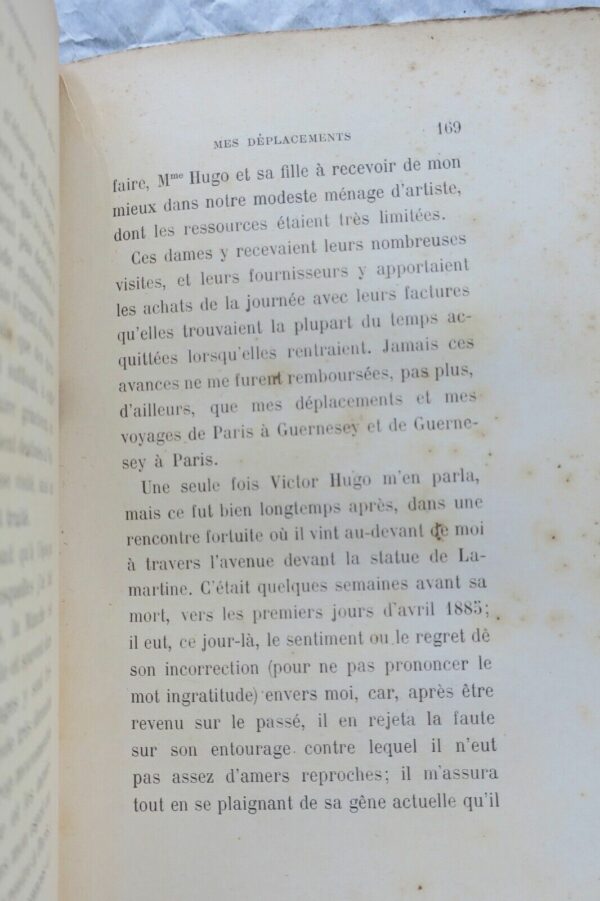 MES DÉPLACEMENTS 169
faire, Mme Hugo et sa fille à recevoir de mon
mieux dans notre modeste ménage d'artiste,
dont les ressources étaient très limitées.
Ces dames y recevaient leurs nombreuses
visites, et leurs fournisseurs y apportaient
les achats de la journée avec leurs factures
qu'elles trouvaient la plupart du temps ac-
quittées lorsqu'elles rentraient. Jamais ces
avances ne me furent remboursées, pas plus,
d'ailleurs, que mes déplacements et mes
voyages de Paris à Guernesey et de Guerne-
sey à Paris.
Une seule fois Victor Hugo m'en parla,
mais ce fut bien longtemps après, dans une
rencontre fortuite où il vint au-devant de moi
à travers l'avenue devant la statue de La-
martine. C'était quelques semaines avant sa
mort, vers les premiers jours d'avril 1885;
il eut, ce jour-là, le sentiment ou le regret de
son incorrection (pour ne pas prononcer le
mot ingratitude) envers moi, car, après être
revenu sur le passé, il en rejeta la faute
sur son entourage contre lequel il n'eut
pas assez d'amers reproches; il m'assura
tout en se plaignant de sa gêne actuelle qu'il